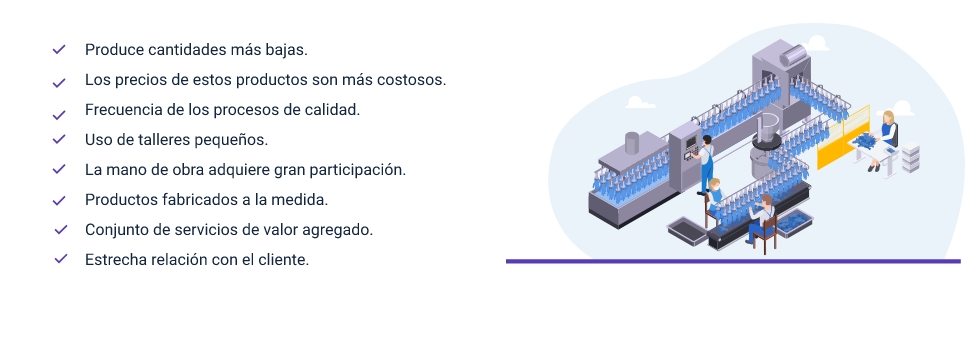 Produce cantidades más bajas.
Los precios de estos productos son más costosos.
Frecuencia de los procesos de calidad.
Uso de talleres pequeños.
La mano de obra adquiere gran participación.
Productos fabricados a la medida.
Conjunto de servicios de valor agregado.
Estrecha relación con el cliente.